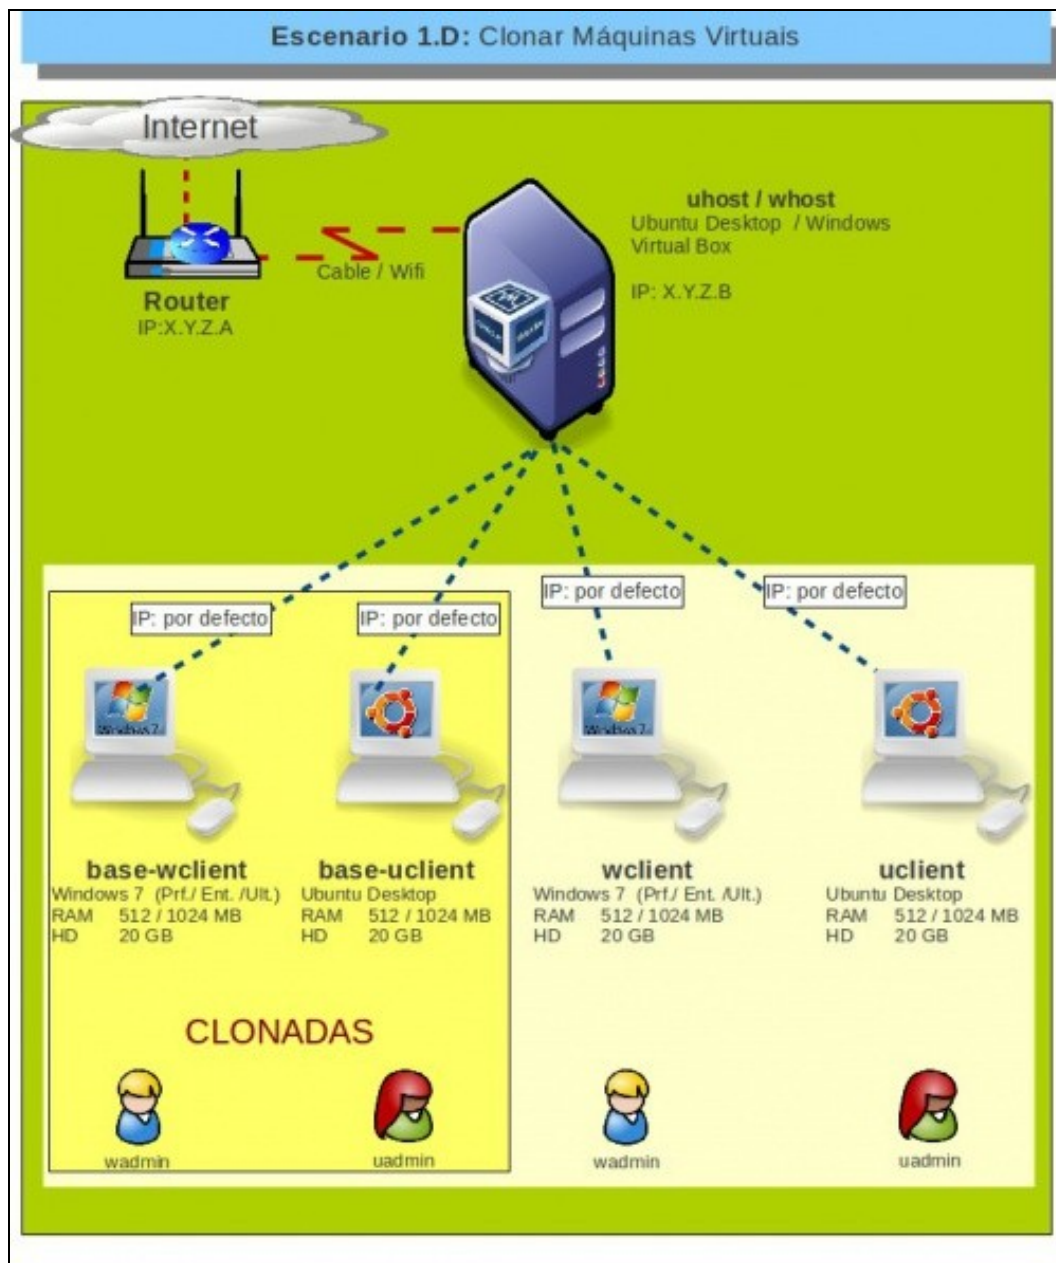 Escenario 1.D: Clonar Máquinas Virtuais
Internet
Cable / Wifi
Router
IP:X.Y.Z.A
uhost / whost
Ubuntu Desktop / Windows
Virtual Box
IP: X.Y.Z.B
IP: por defecto
IP: por defecto
IP: por defecto
IP: por defecto
Windows 7
Windows 7
base-wclient
Windows 7 (Prf./ Ent. /Ult.)
RAM 512 / 1024 MB
HD 20 GB
base-uclient
Ubuntu Desktop
RAM 512 / 1024 MB
HD 20 GB
wclient
Windows 7 (Prf./ Ent. /Ult.)
RAM 512 / 1024 MB
HD 20 GB
uclient
Ubuntu Desktop
RAM 512 / 1024 MB
HD 20 GB
CLONADAS
wadmin
uadmin
wadmin
uadmin